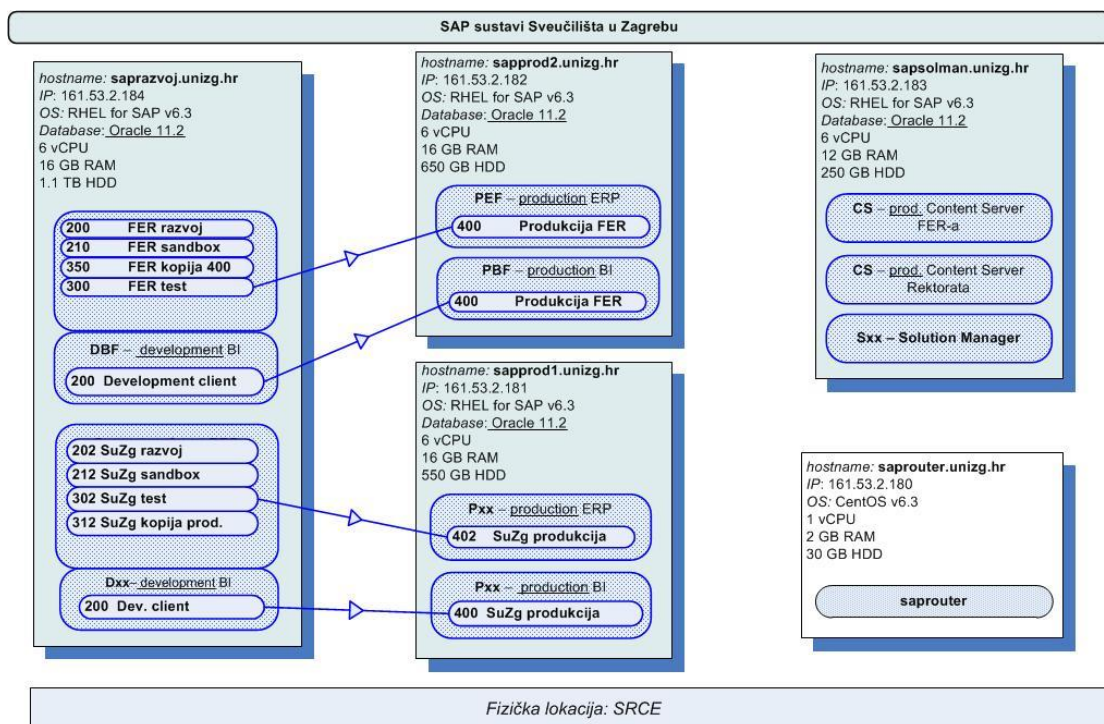 SAP sustavi Sveučilišta u Zagrebu
hostname: saprazvoj.unizg.hr
IP: 161.53.2.184
OS: RHEL for SAP v6.3
Database: Oracle 11.2
6 vCPU
16 GB RAM
1.1 TB HDD
200 FER razvoj
210 FER sandbox
350 FER kopija 400
300 FER test
DBF – development BI
200 Development client
202 SuZg razvoj
212 SuZg sandbox
302 SuZg test
312 SuZg kopija prod.
Dxx– development BI
200 Dev. client
hostname: sapprod2.unizg.hr
IP: 161.53.2.182
OS: RHEL for SAP v6.3
Database: Oracle 11.2
6 vCPU
16 GB RAM
650 GB HDD
PEF – production ERP
400 Produkcija FER
PBF – production BI
400 Produkcija FER
hostname: sapprod1.unizg.hr
IP: 161.53.2.181
OS: RHEL for SAP v6.3
Database: Oracle 11.2
6 vCPU
16 GB RAM
550 GB HDD
Pxx – production ERP
402 SuZg produkcija
Pxx – production BI
400 SuZg produkcija
hostname: sapsolman.unizg.hr
IP: 161.53.2.183
OS: RHEL for SAP v6.3
Database: Oracle 11.2
6 vCPU
12 GB RAM
250 GB HDD
CS – prod. Content Server
FER-a
CS – prod. Content Server
Rektorata
Sxx – Solution Manager
hostname: saprouter.unizg.hr
IP: 161.53.2.180
OS: CentOS v6.3
1 vCPU
2 GB RAM
30 GB HDD
saprouter
Fizička lokacija: SRCE